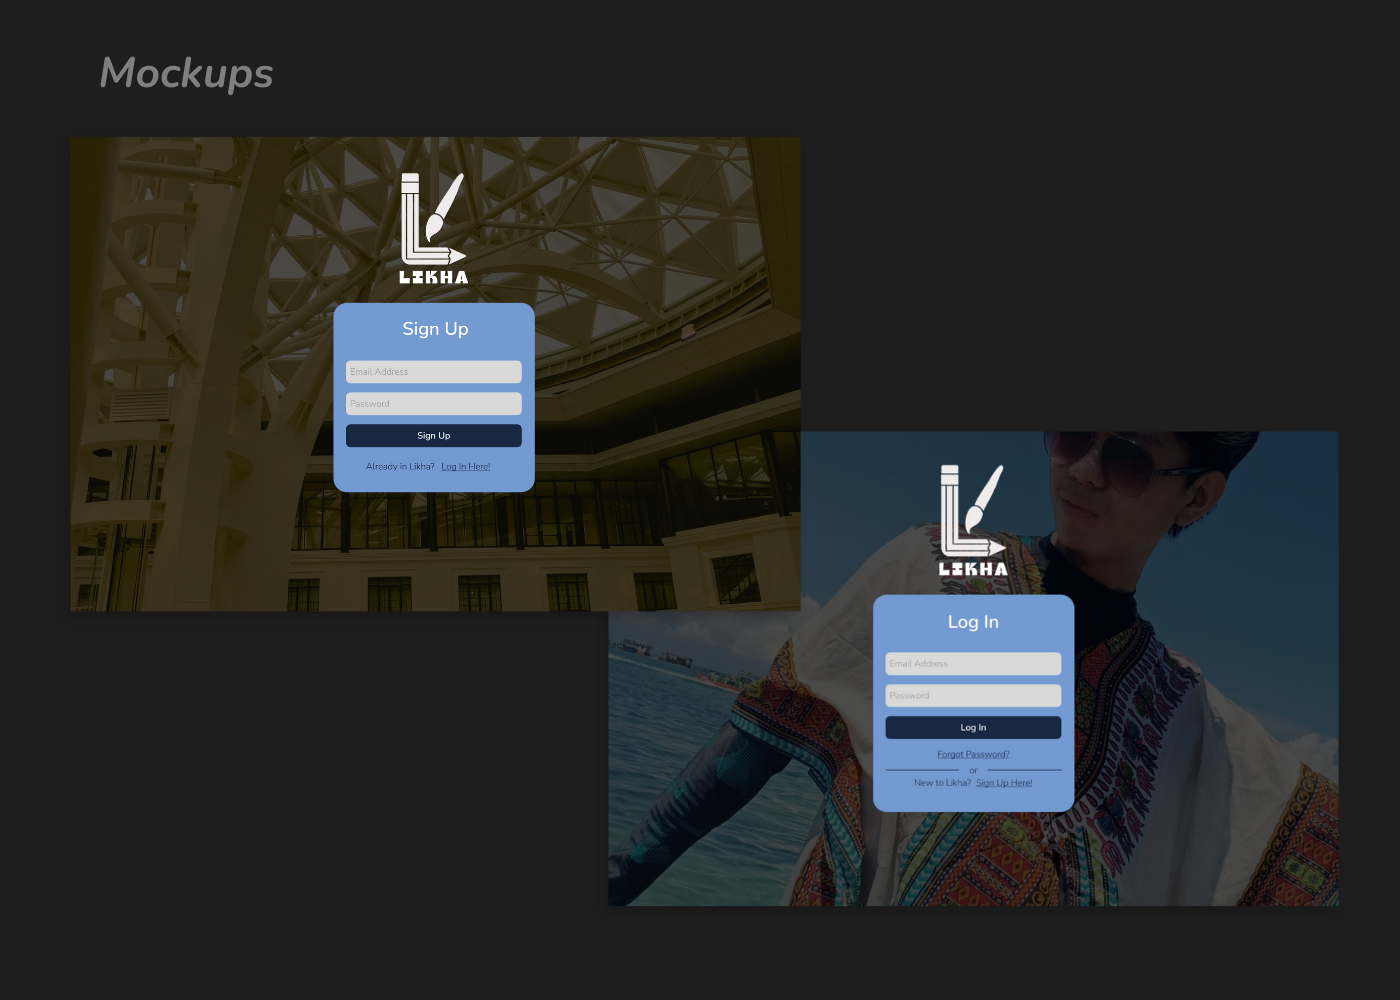 Mockups
LIKHA
Sign Up
Email Address
Password
Sign Up
Already in Likha? Log In Here!
LIKHA
Log In
Email Address
Password
Log In
Forgot Password?
or
New to Likha? Sign Up Here!